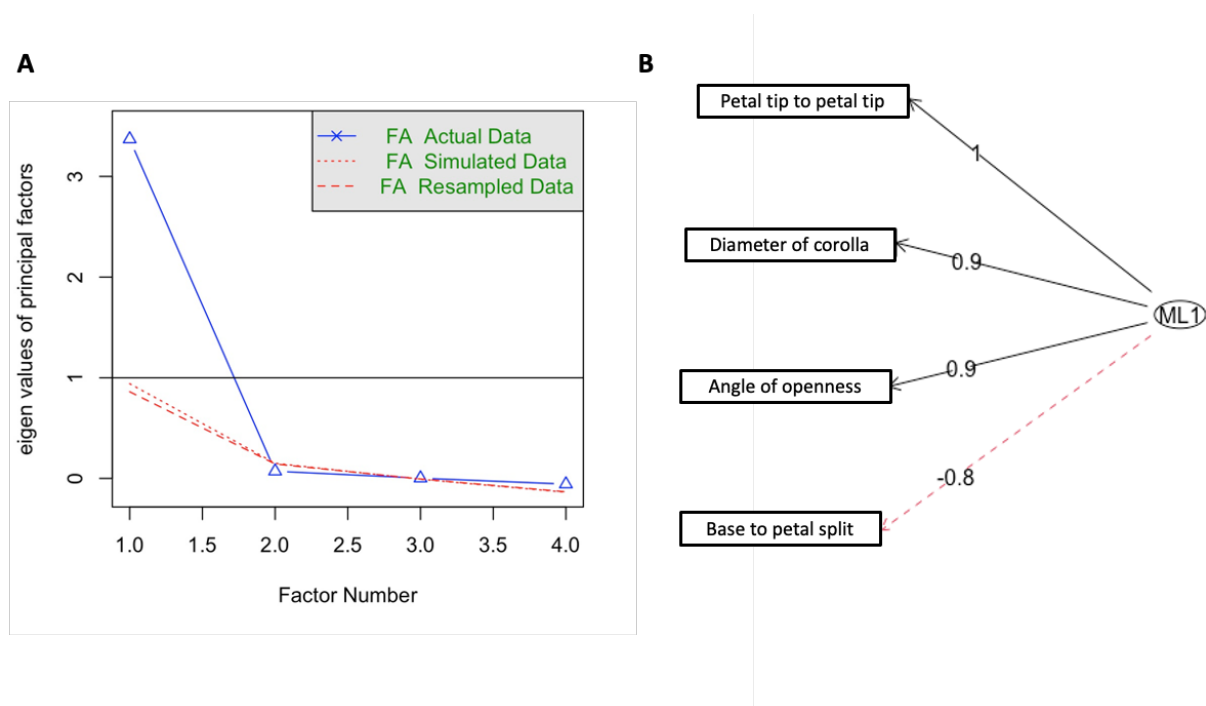 A
eigen values of principal factors
3
2
1
0
FA Actual Data
FA Simulated Data
FA Resampled Data
1.0 1.5 2.0 2.5 3.0 3.5 4.0
Factor Number
B
Petal tip to petal tip
1
Diameter of corolla
0.9
ML1
Angle of openness
0.9
-0.8
Base to petal split